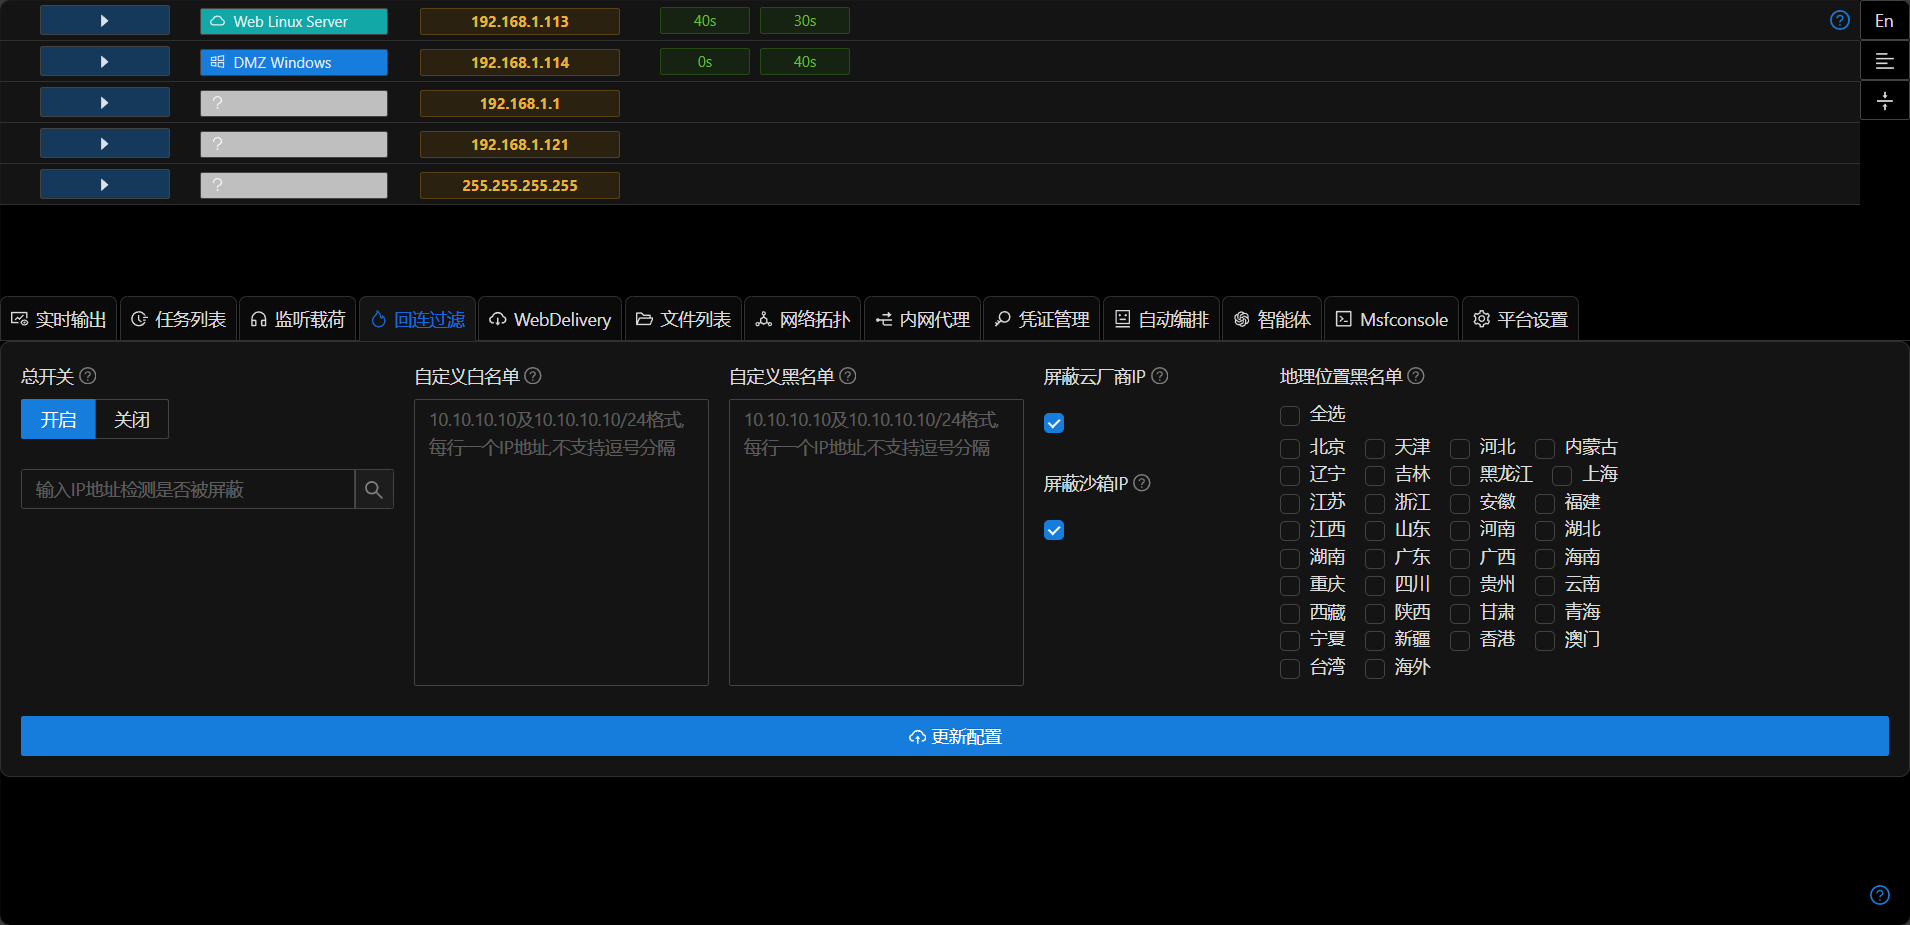 Web Linux Server 192.168.1.113 40s 30s En
DMZ Windows 192.168.1.114 0s 40s
? 192.168.1.1
? 192.168.1.121
? 255.255.255.255
实时输出 任务列表 监听载荷 回连过滤 WebDelivery 文件列表 网络拓扑 内网代理 凭证管理 自动编排 智能体 Msfconsole 平台设置
总开关 自定义白名单 自定义黑名单 屏蔽云厂商IP 地理位置黑名单
开启 关闭
输入IP地址检测是否被屏蔽
10.10.10.10及10.10.10.10/24格式,
每行一个IP地址,不支持逗号分隔
10.10.10.10及10.10.10.10/24格式,
每行一个IP地址,不支持逗号分隔
屏蔽沙箱IP
全选
北京 天津 河北 内蒙古
辽宁 吉林 黑龙江 上海
江苏 浙江 安徽 福建
江西 山东 河南 湖北
湖南 广东 广西 海南
重庆 四川 贵州 云南
西藏 陕西 甘肃 青海
宁夏 新疆 香港 澳门
台湾 海外
更新配置